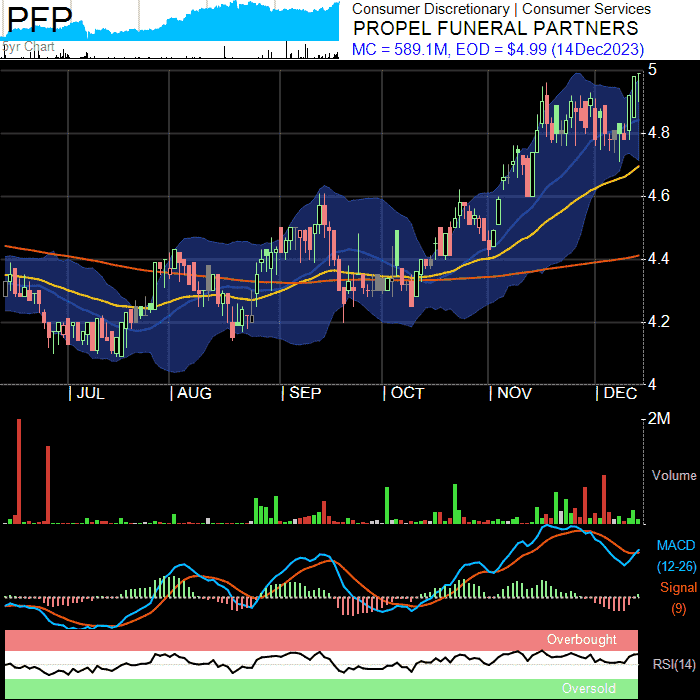 PFP
Consumer Discretionary | Consumer Services
PROPEL FUNERAL PARTNERS
MC = 589.1M, EOD = $4.99 (14Dec2023)
Chart
5
4.8
4.6
4.4
4.2
4
| JUL | AUG | SEP | OCT | NOV | DEC
2M
Volume
MACD
(12-26)
Signal
(9)
Overbought
RSI(14)
Oversold